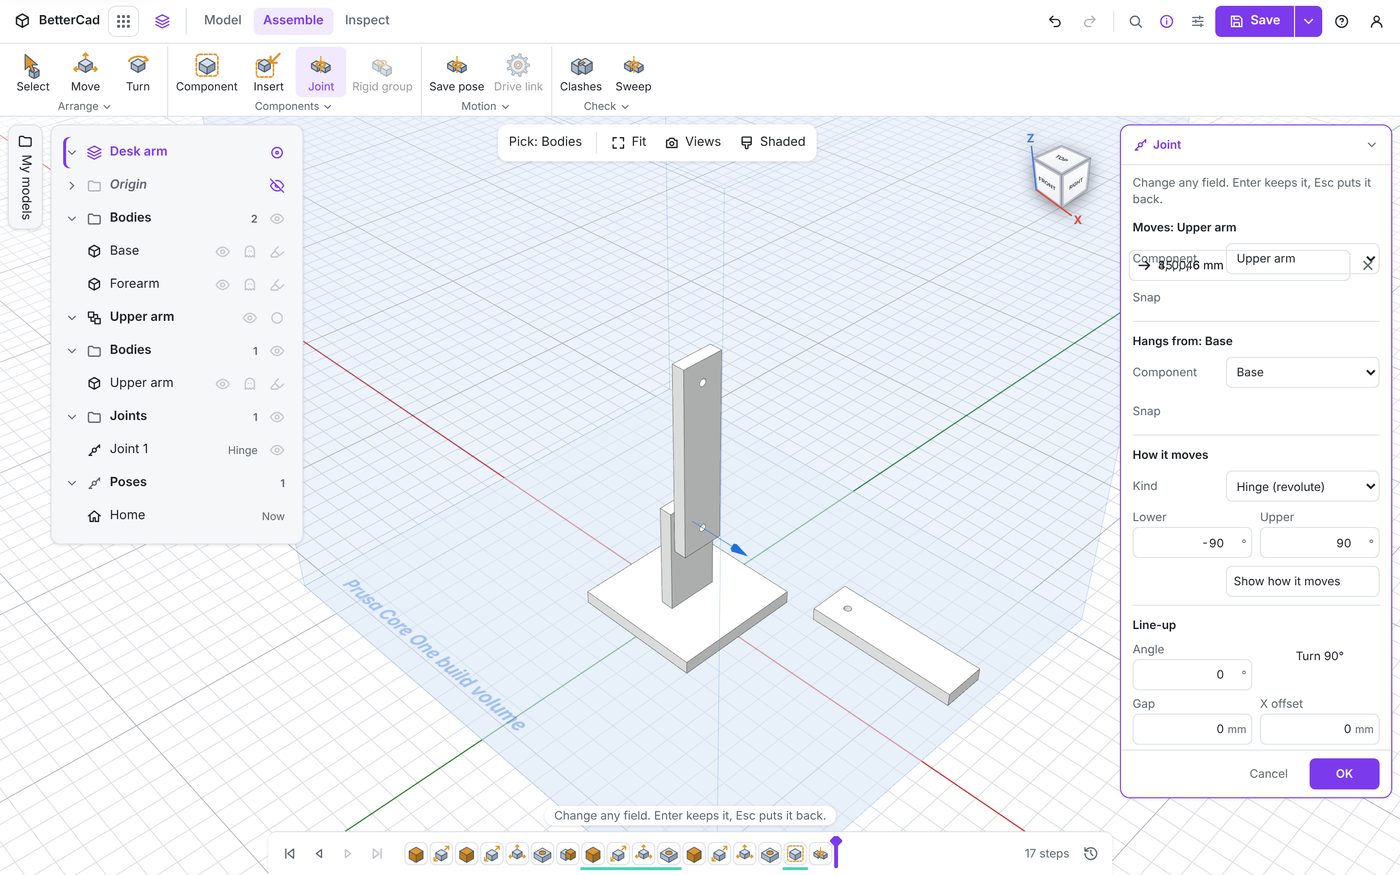 BetterCad
Model
Assemble
Inspect
Save
Select
Move
Turn
Component
Insert
Joint
Rigid group
Save pose
Drive link
Clashes
Sweep
Arrange
Components
Motion
Check
My models
Desk arm
Origin
Bodies 2
Base
Forearm
Upper arm
Bodies 1
Upper arm
Joints 1
Joint 1 Hinge
Poses 1
Home Now
Pick: Bodies
Fit
Views
Shaded
Z
TOP
FRONT
RIGHT
X
Prusa Core One build volume
Joint
Change any field. Enter keeps it, Esc puts it
back.
Moves: Upper arm
Component Upper arm
mm
Snap
Hangs from: Base
Component Base
Snap
How it moves
Kind Hinge (revolute)
Lower Upper
-90 ° 90 °
Show how it moves
Line-up
Angle
Turn 90°
0 °
Gap X offset
0 mm 0 mm
Cancel OK
Change any field. Enter keeps it, Esc puts it back.
17 steps